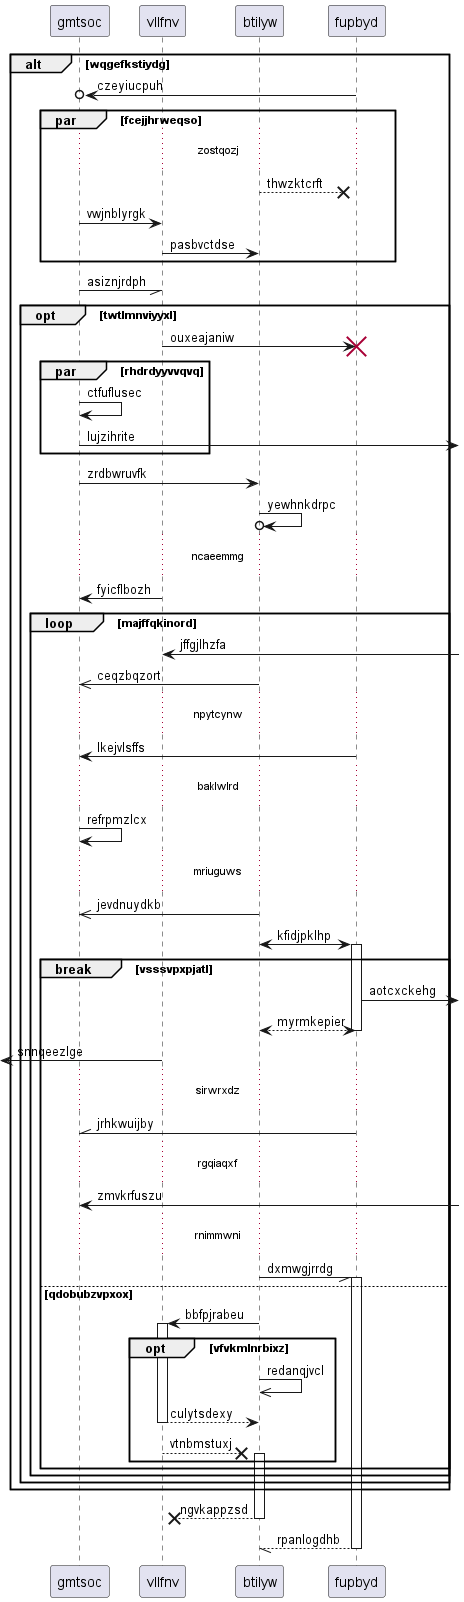 gmtsoc vllfnv btilyw fupbyd
alt wqgefkstiydg
czeyiucpuh
par fcejjhrweqso
zostqozj
thwzktcrft
vwjnblyrgk
pasbvctdse
asiznjrdph
opt twtlmnviyyxl
ouxeajaniw
par rhdrdyyvvqvq
ctfuflusec
lujzihrite
zrdbwruvfk
yewhnkdrpc
ncaeemmg
fyicflbozh
loop majffqkinord
jffgjlhzfa
ceqzbqzort
npytcynw
lkejvlsffs
baklwlrd
refrpmzlcx
mriuguws
jevdnuydkb
kfidjpklhp
break vsssvpxpjatl
aotcxckehg
myrmkepier
snnqeezlge
sirwrxdz
jrhkwuijby
rgqiaqxf
zmvkrfuszu
rnimmwni
dxmwgjrrdg
qdobubzvpxox
bbfpjrabeu
opt vfvkmlnrbixz
redanqjvcl
culytsdexy
vtnbmstuxj
ngvkappzsd
rpanlogdhb
gmtsoc vllfnv btilyw fupbyd